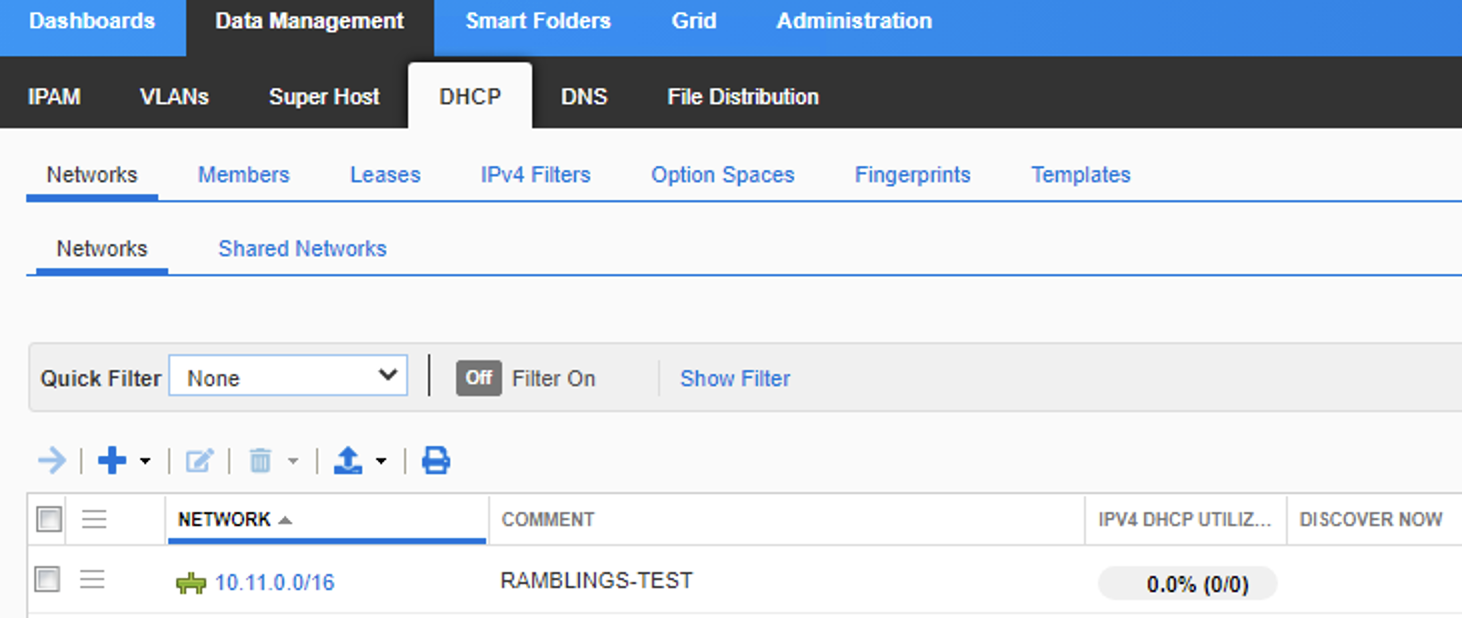 Dashboards Data Management Smart Folders Grid Administration
IPAM VLANs Super Host DHCP DNS File Distribution
Networks Members Leases IPv4 Filters Option Spaces Fingerprints Templates
Networks Shared Networks
Quick Filter None Off Filter On Show Filter
NETWORK COMMENT IPV4 DHCP UTILIZ... DISCOVER NOW
10.11.0.0/16 RAMBLINGS-TEST 0.0% (0/0)